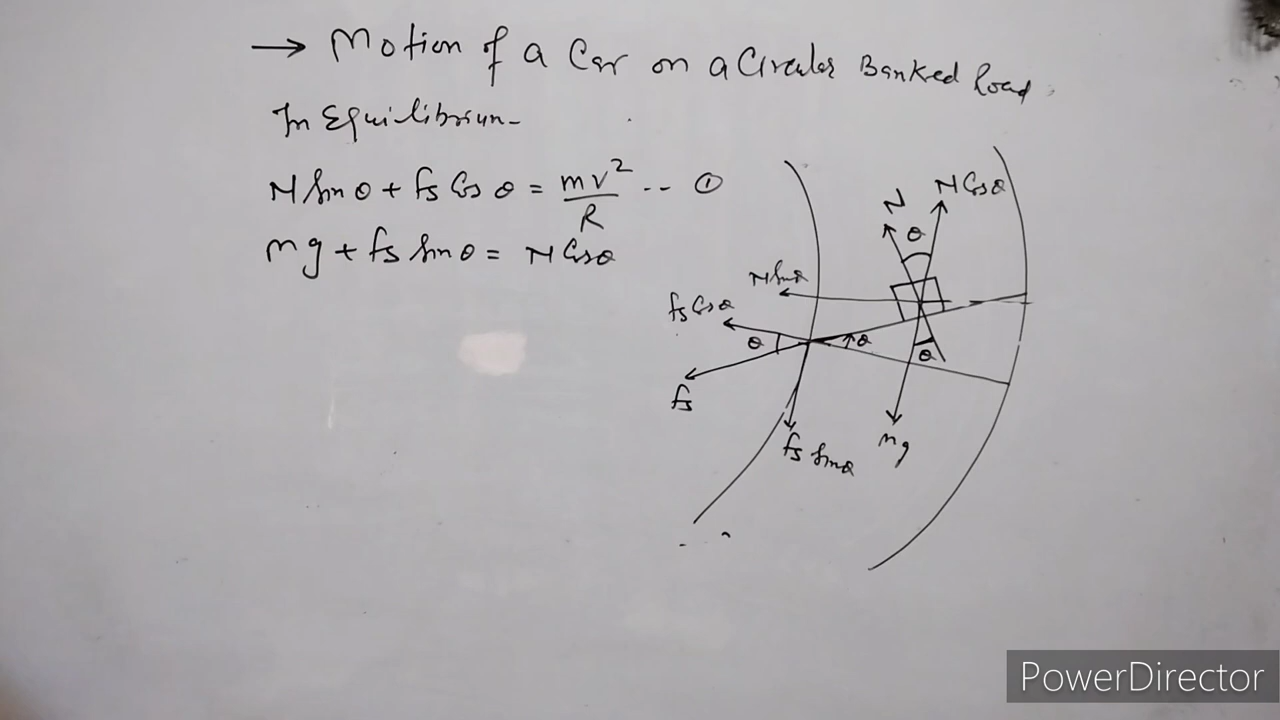 → Motion of a Car on a Circular Banked Road
In Equilibrium-
N Sin θ + fs Cos θ = mv²/R -- ①
mg + fs Sin θ = N Cos θ
N
N Cos θ
θ
N Sin θ
fs Cos θ
θ
θ
θ
fs
fs Sin θ
mg
PowerDirector